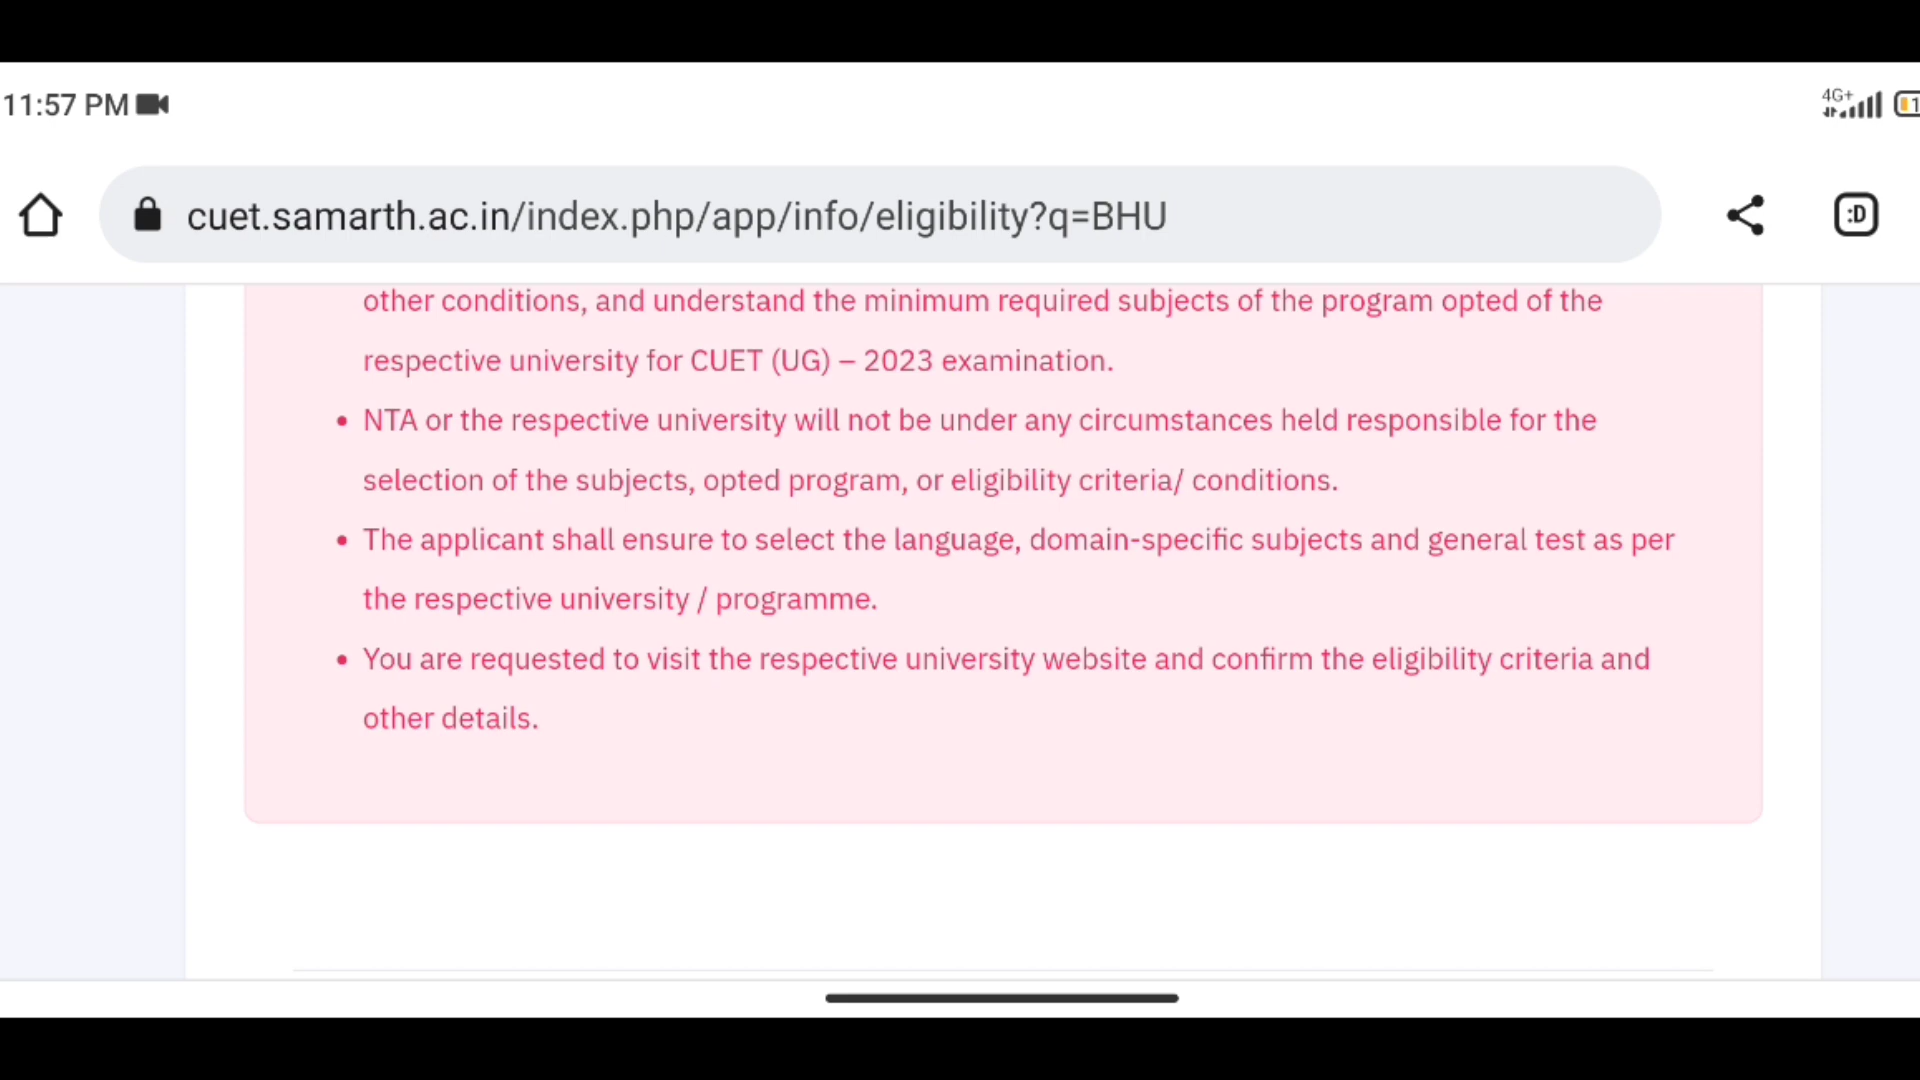 11:57 PM
4G+
cuet.samarth.ac.in/index.php/app/info/eligibility?q=BHU
:D
other conditions, and understand the minimum required subjects of the program opted of the
respective university for CUET (UG) – 2023 examination.
• NTA or the respective university will not be under any circumstances held responsible for the
selection of the subjects, opted program, or eligibility criteria/ conditions.
• The applicant shall ensure to select the language, domain-specific subjects and general test as per
the respective university / programme.
• You are requested to visit the respective university website and confirm the eligibility criteria and
other details.